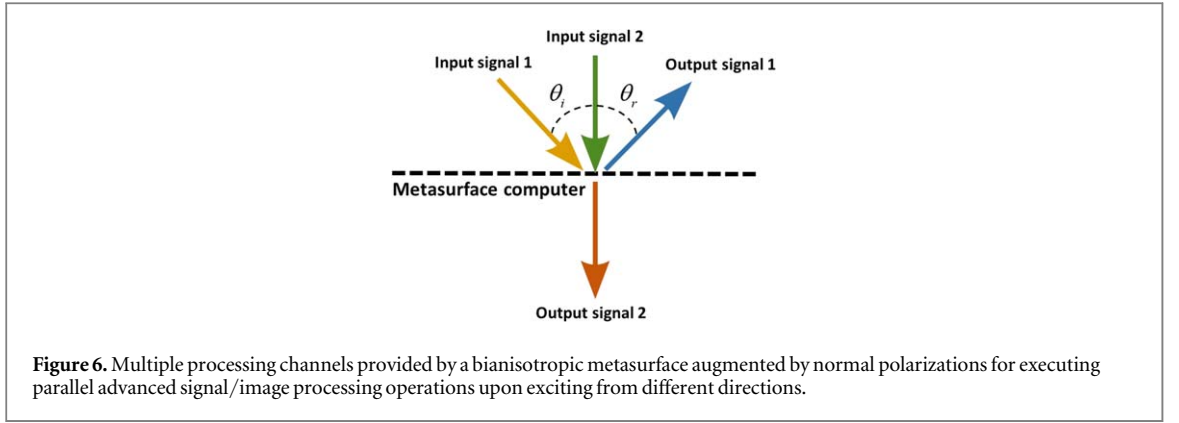 Input signal 2
Input signal 1
Output signal 1
θi
θr
Metasurface computer
Output signal 2
Figure 6. Multiple processing channels provided by a bianisotropic metasurface augmented by normal polarizations for executing
parallel advanced signal/image processing operations upon exciting from different directions.